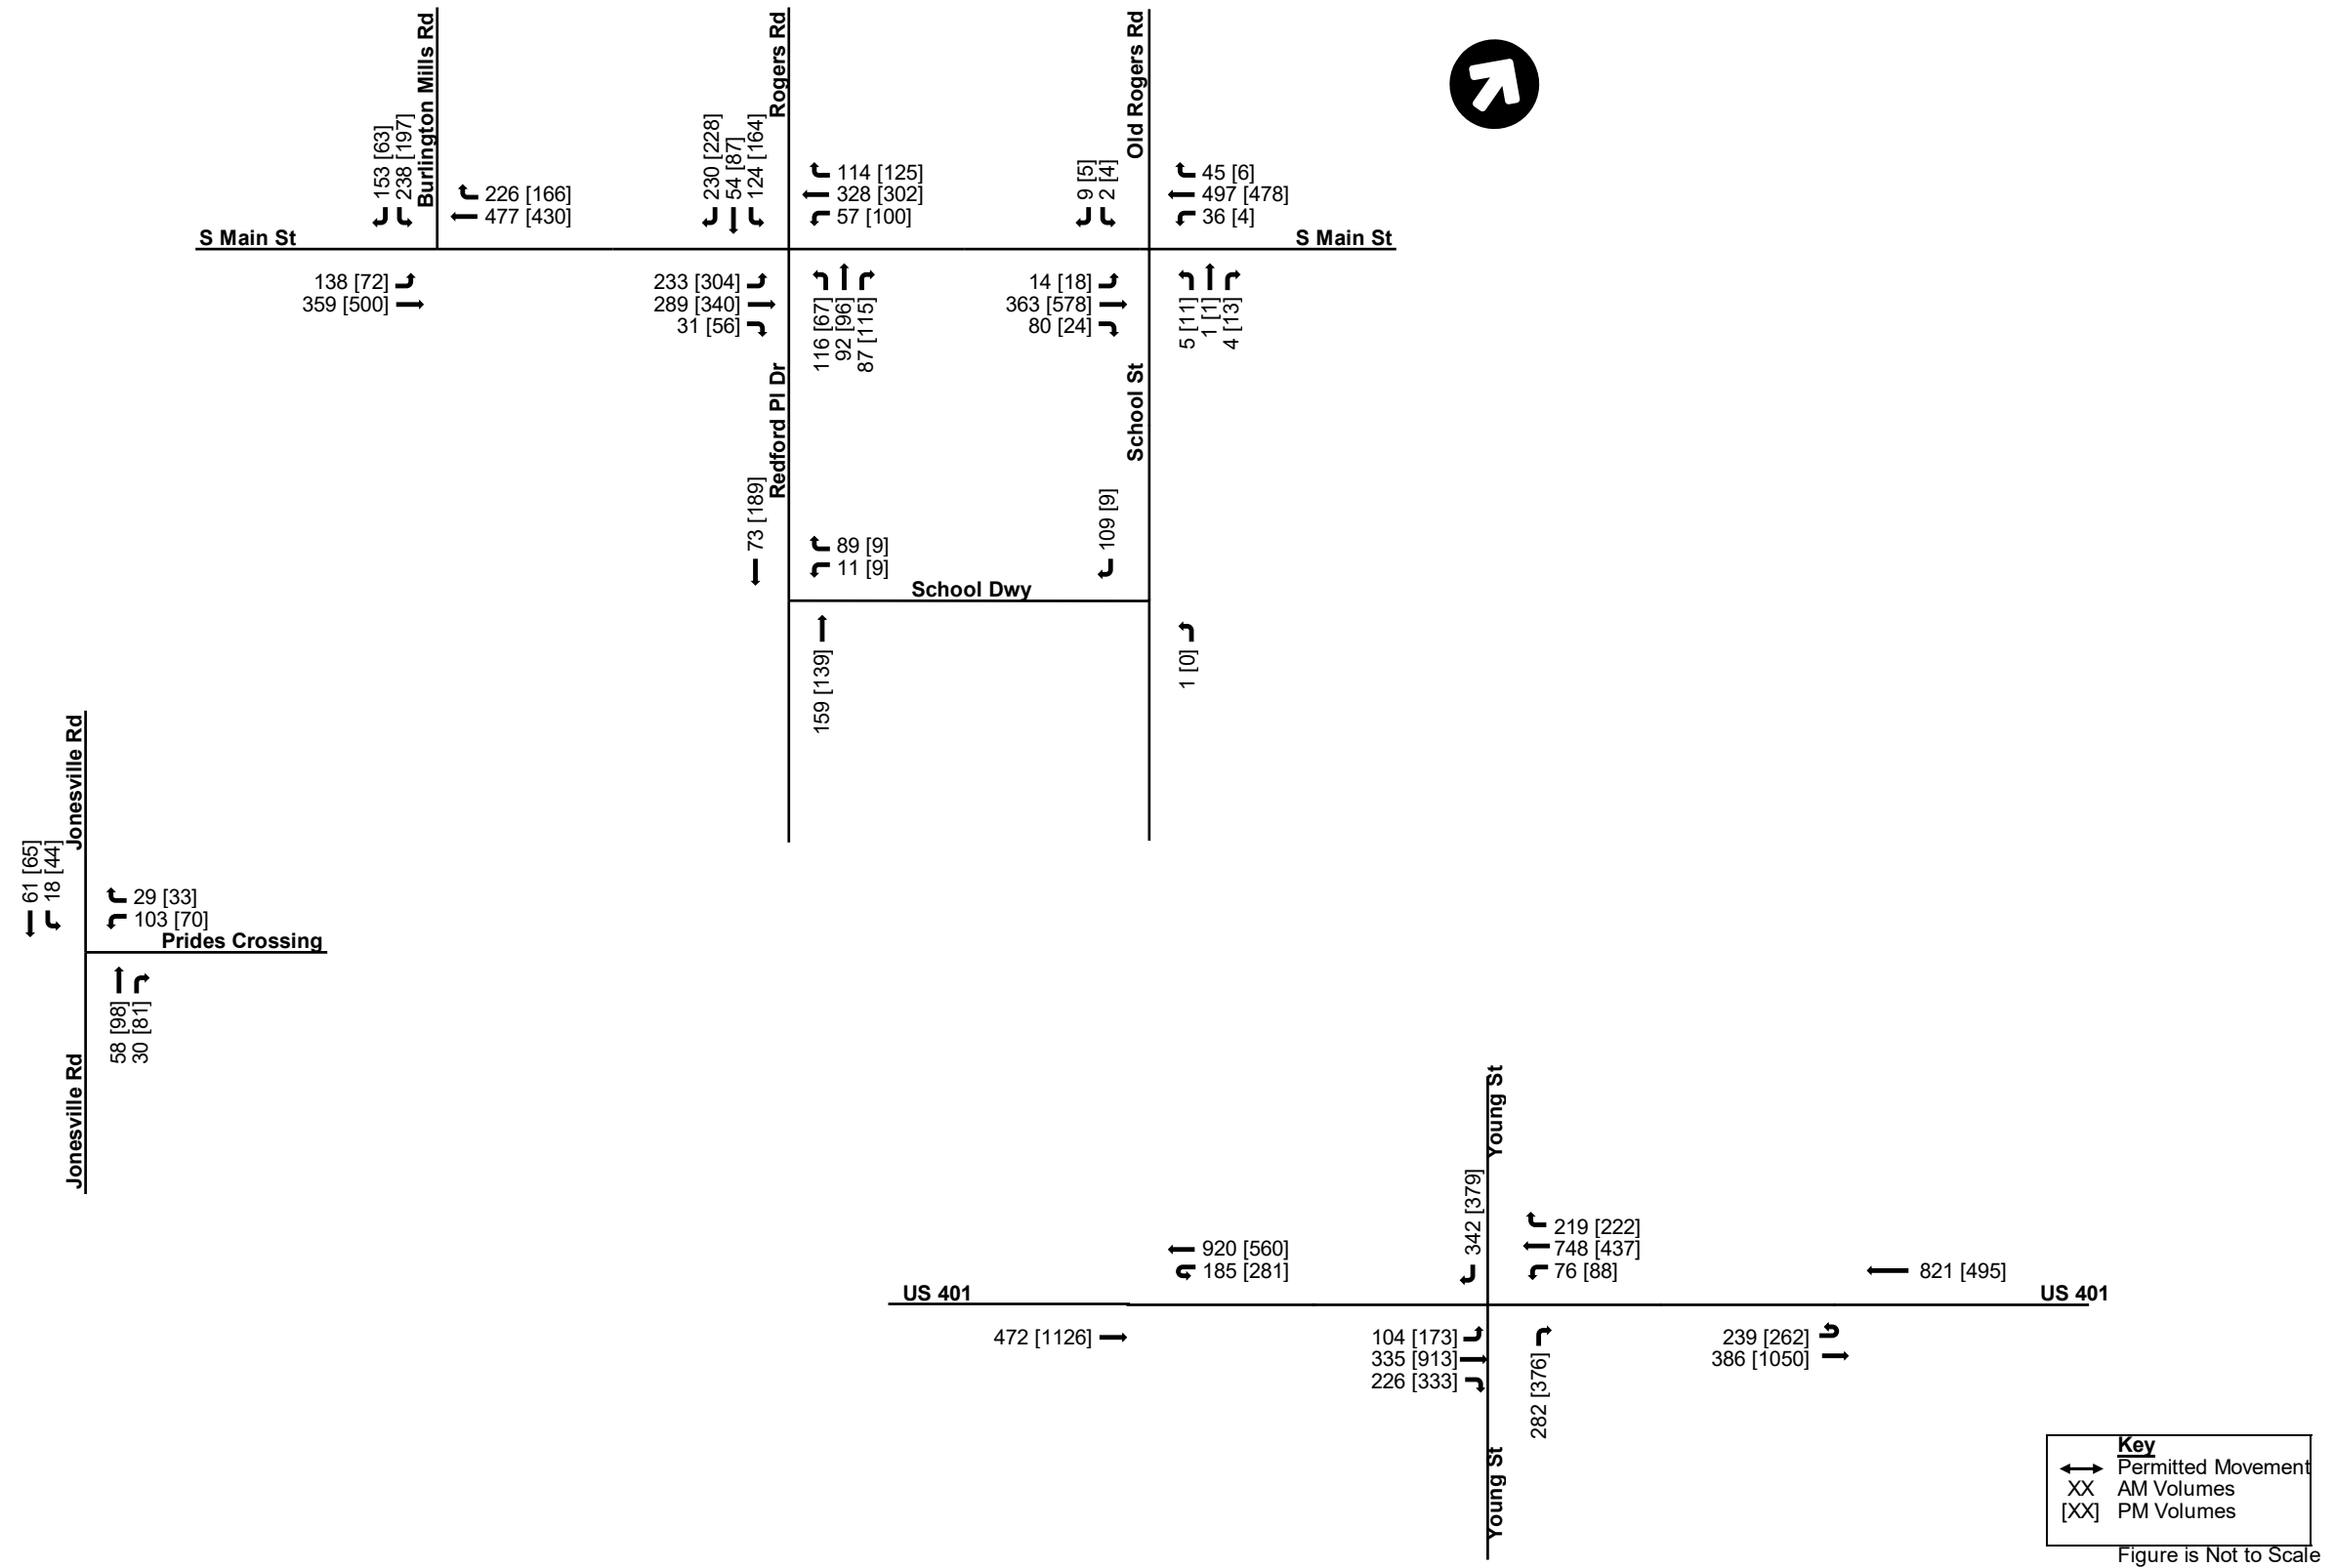 Burlington Mills Rd
153 [63]
238 [197]
226 [166]
477 [430]
S Main St
138 [72]
359 [500]
Rogers Rd
230 [228]
54 [87]
124 [164]
114 [125]
328 [302]
57 [100]
233 [304]
289 [340]
31 [56]
116 [67]
92 [96]
87 [115]
Old Rogers Rd
9 [5]
2 [4]
45 [6]
497 [478]
36 [4]
S Main St
14 [18]
363 [578]
80 [24]
5 [11]
1 [1]
4 [13]
Redford Pl Dr
School St
73 [189]
89 [9]
11 [9]
109 [9]
School Dwy
159 [139]
1 [0]
Jonesville Rd
61 [65]
18 [44]
29 [33]
103 [70]
Prides Crossing
58 [98]
30 [81]
Jonesville Rd
Young St
342 [379]
219 [222]
748 [437]
76 [88]
920 [560]
185 [281]
821 [495]
US 401
US 401
472 [1126]
104 [173]
335 [913]
226 [333]
282 [376]
239 [262]
386 [1050]
Young St
Key
Permitted Movement
XX AM Volumes
[XX] PM Volumes
Figure is Not to Scale